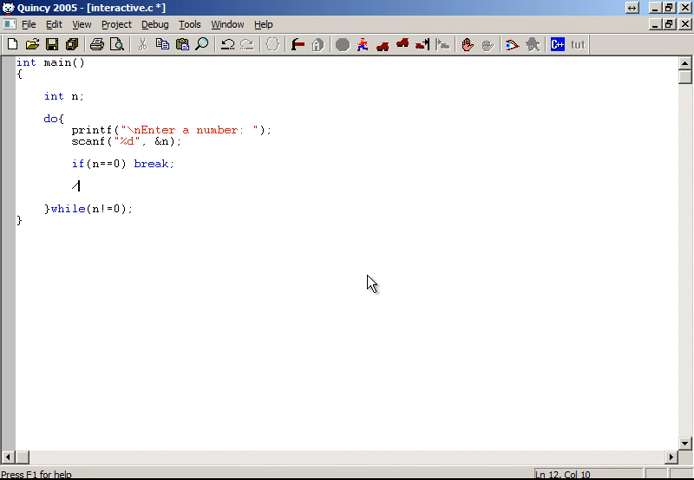 Quincy 2005 - [interactive.c *]
File Edit View Project Debug Tools Window Help
C++ tut
int main()
{
int n;
do{
printf("\nEnter a number: ");
scanf("%d", &n);
if(n==0) break;
/
}while(n!=0);
}
Press F1 for help
Ln 12, Col 10